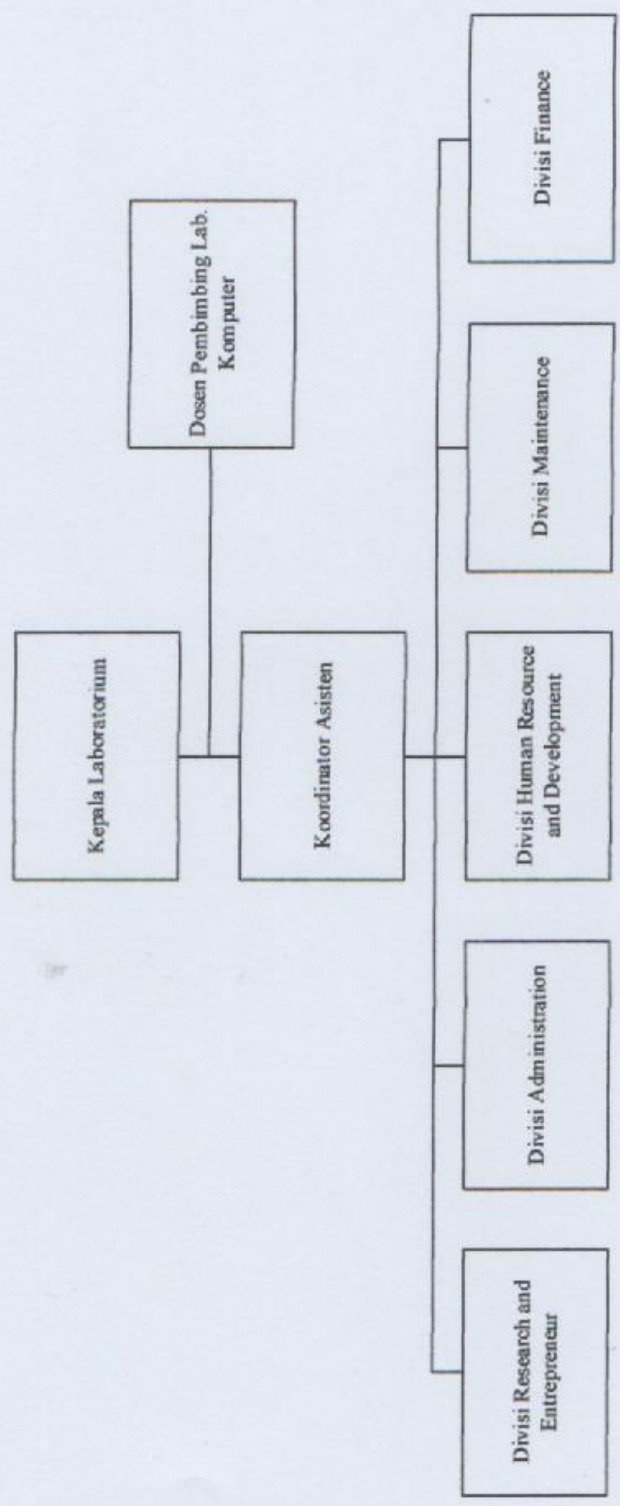 Kepala Laboratorium
Dosen Pembimbing Lab.
Komputer
Koordinator Asisten
Divisi Research and
Entrepreneur
Divisi Administration
Divisi Human Resource
and Development
Divisi Maintenance
Divisi Finance